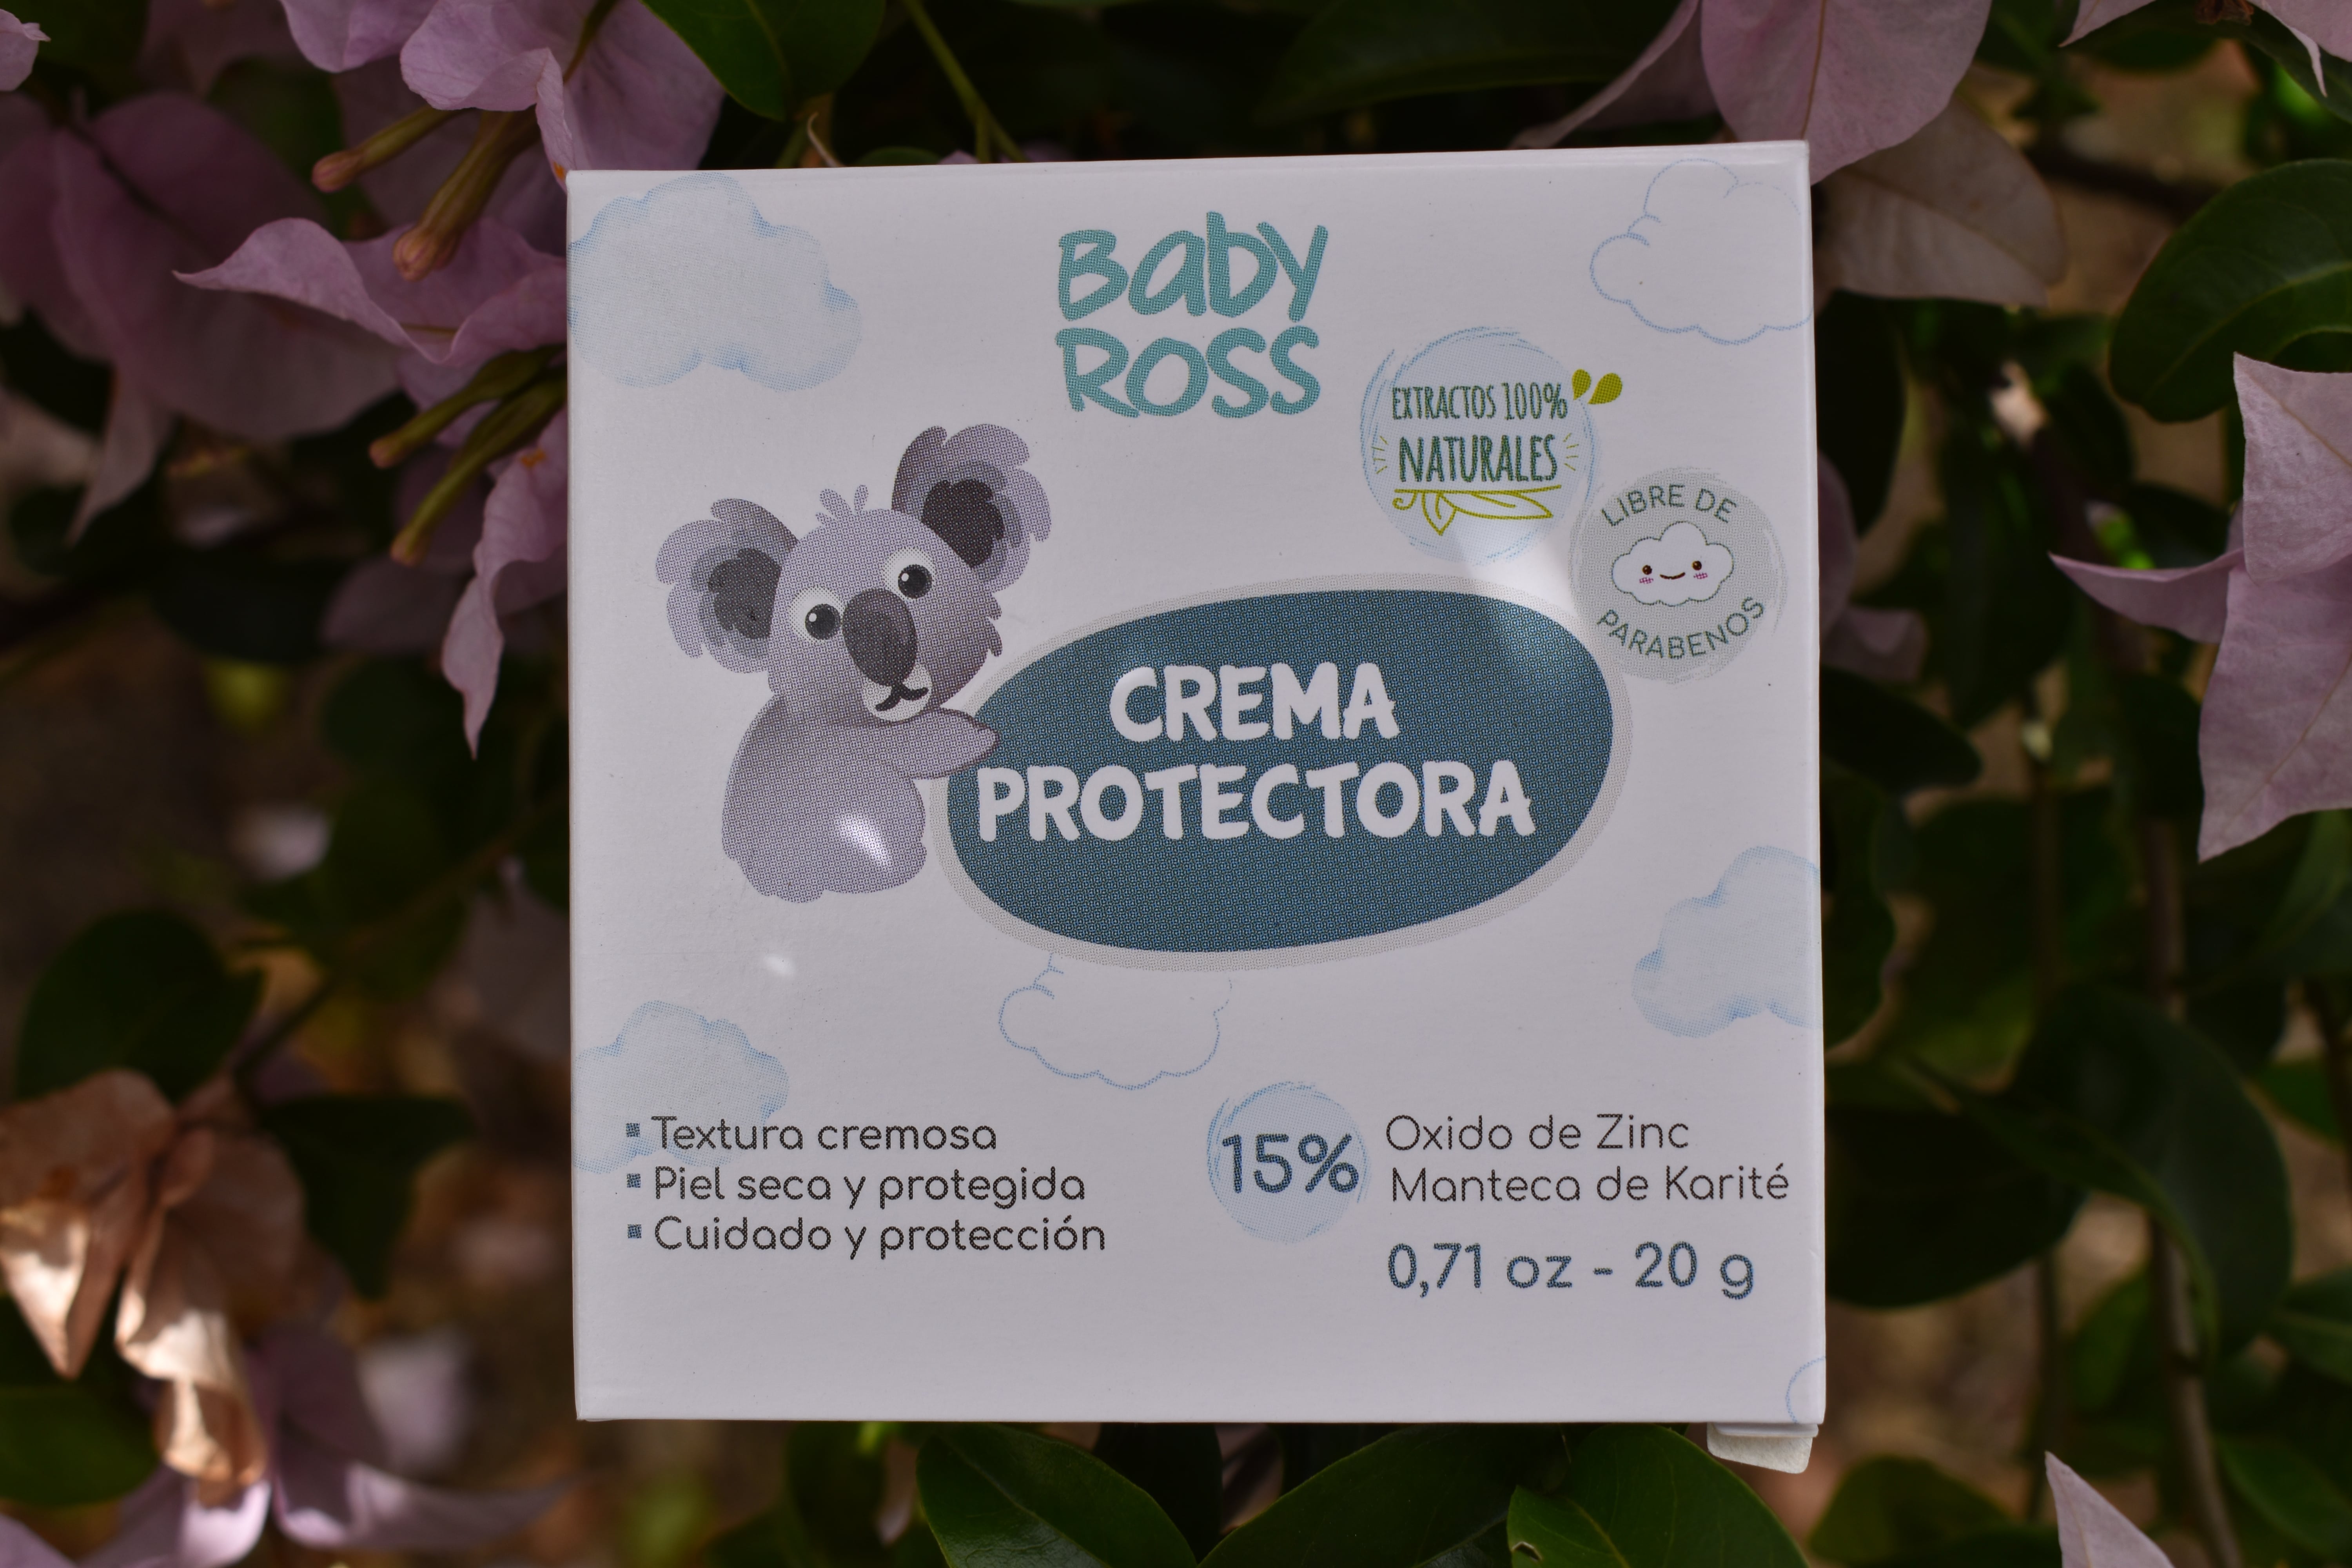 Baby
Ross
EXTRACTOS 100%
NATURALES
LIBRE DE
PARABENOS
CREMA
PROTECTORA
▪ Textura cremosa
▪ Piel seca y protegida
▪ Cuidado y protección
15%
Oxido de Zinc
Manteca de Karité
0,71 oz - 20 g